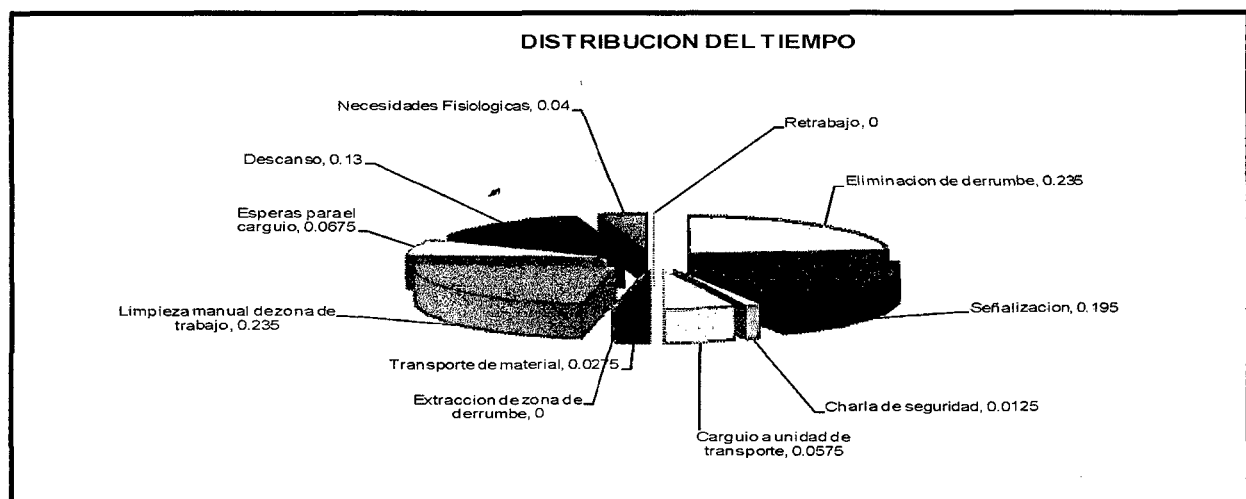 DISTRIBUCION DEL TIEMPO
Necesidades Fisiologicas, 0.04
Retrabajo, 0
Descanso, 0.13
Eliminacion de derrumbe, 0.235
Esperas para el
carguio, 0.0675
Señalizacion, 0.195
Limpieza manual de zona de
trabajo, 0.235
Transporte de material, 0.0275
Extraccion de zona de
derrumbe, 0
Charla de seguridad, 0.0125
Carguio a unidad de
transporte, 0.0575